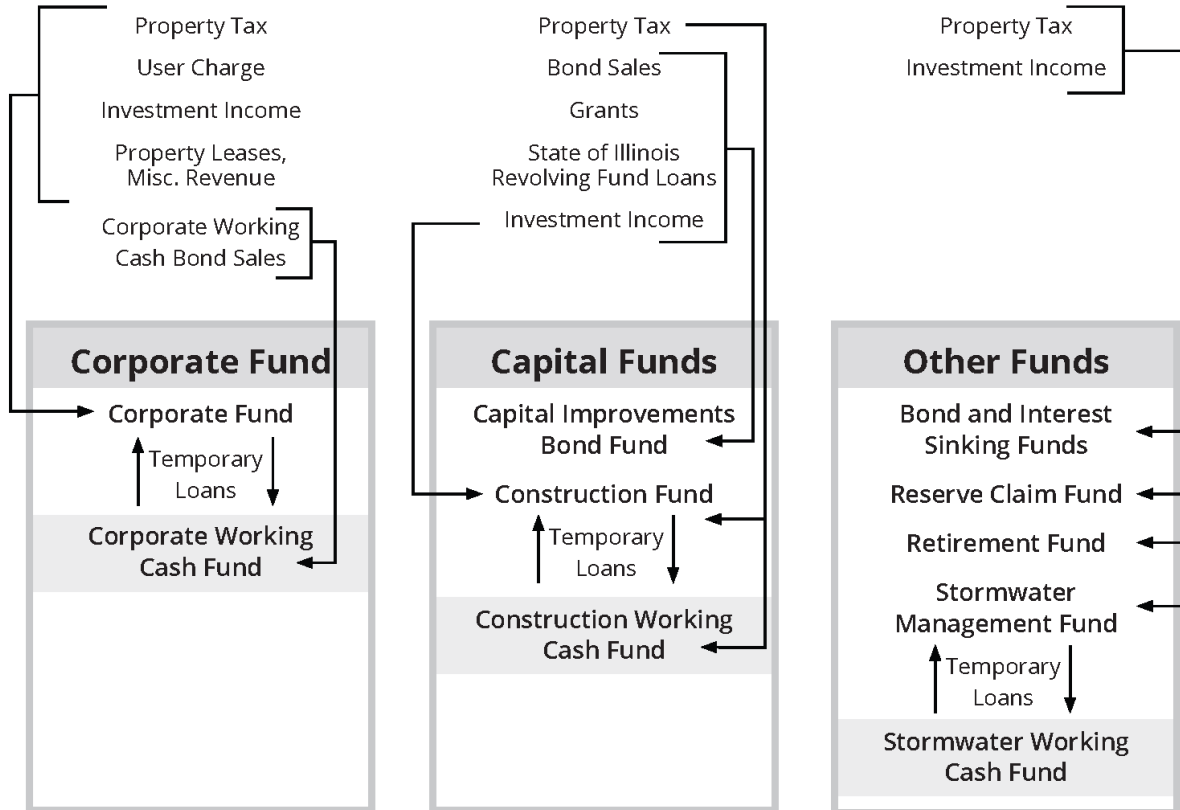 Property Tax
User Charge
Investment Income
Property Leases,
Misc. Revenue
Corporate Working
Cash Bond Sales
Property Tax
Bond Sales
Grants
State of Illinois
Revolving Fund Loans
Investment Income
Property Tax
Investment Income
Corporate Fund
Corporate Fund
Temporary
Loans
Corporate Working
Cash Fund
Capital Funds
Capital Improvements
Bond Fund
Construction Fund
Temporary
Loans
Construction Working
Cash Fund
Other Funds
Bond and Interest
Sinking Funds
Reserve Claim Fund
Retirement Fund
Stormwater
Management Fund
Temporary
Loans
Stormwater Working
Cash Fund